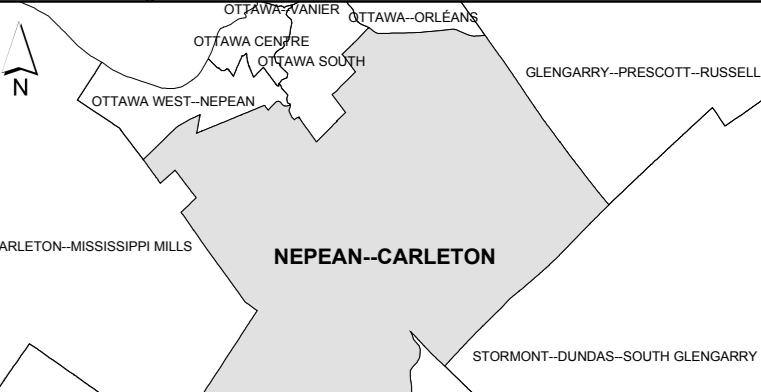 OTTAWA--VANIER
OTTAWA--ORLÉANS
OTTAWA CENTRE
OTTAWA SOUTH
GLENGARRY--PRESCOTT--RUSSELL
N
OTTAWA WEST--NEPEAN
ARLETON--MISSISSIPPI MILLS
NEPEAN--CARLETON
STORMONT--DUNDAS--SOUTH GLENGARRY